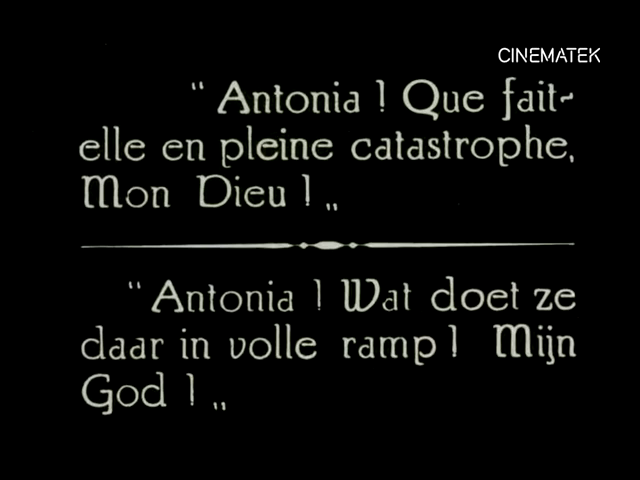 CINEMATEK
“ Antonia ! Que fait-
elle en pleine catastrophe,
Mon Dieu ! „
“ Antonia ! Wat doet ze
daar in volle ramp ! Mijn
God ! „